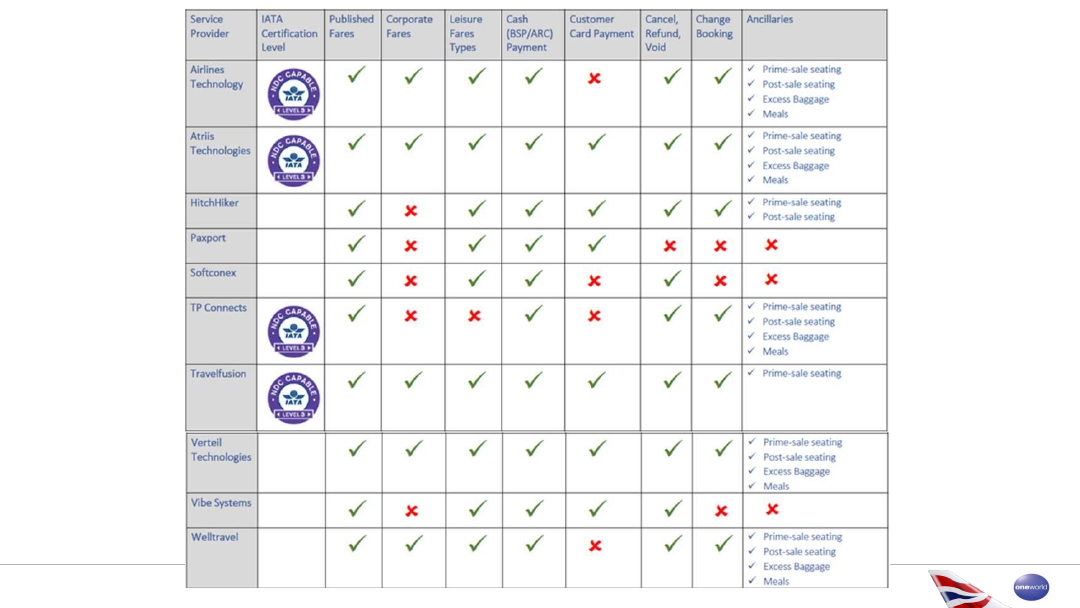 Service Provider
IATA Certification Level
Published Fares
Corporate Fares
Leisure Fares Types
Cash (BSP/ARC) Payment
Customer Card Payment
Cancel, Refund, Void
Change Booking
Ancillaries
Airlines Technology
NDC CAPABLE
IATA
LEVEL 3
Prime-sale seating
Post-sale seating
Excess Baggage
Meals
Atriis Technologies
NDC CAPABLE
IATA
LEVEL 3
Prime-sale seating
Post-sale seating
Excess Baggage
Meals
HitchHiker
Prime-sale seating
Post-sale seating
Paxport
Softconex
TP Connects
NDC CAPABLE
IATA
LEVEL 3
Prime-sale seating
Post-sale seating
Excess Baggage
Meals
Travelfusion
NDC CAPABLE
IATA
LEVEL 3
Prime-sale seating
Verteil Technologies
Prime-sale seating
Post-sale seating
Excess Baggage
Meals
Vibe Systems
Welltravel
Prime-sale seating
Post-sale seating
Excess Baggage
Meals
oneworld